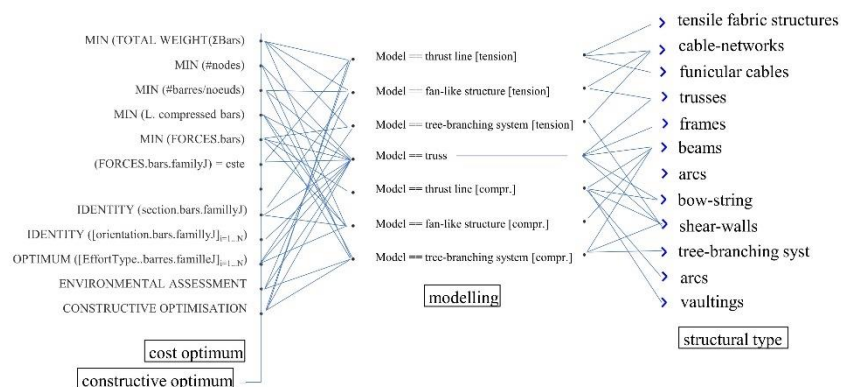 MIN (TOTAL WEIGHT(ΣBars)
MIN (#nodes)
MIN (#barres/noeuds)
MIN (L. compressed bars)
MIN (FORCES.bars)
(FORCES.bars.familyJ) = cste
IDENTITY (section.bars.famillyJ)
IDENTITY ([orientation.bars.famillyJ]i=1...N)
OPTIMUM ([EffortType..barres.familleJ]i=1...N)
ENVIRONMENTAL ASSESSMENT
CONSTRUCTIVE OPTIMISATION
cost optimum
constructive optimum
Model == thrust line [tension]
Model == fan-like structure [tension]
Model == tree-branching system [tension]
Model == truss
Model == thrust line [compr.]
Model == fan-like structure [compr.]
Model == tree-branching system [compr.]
modelling
tensile fabric structures
cable-networks
funicular cables
trusses
frames
beams
arcs
bow-string
shear-walls
tree-branching syst
arcs
vaultings
structural type